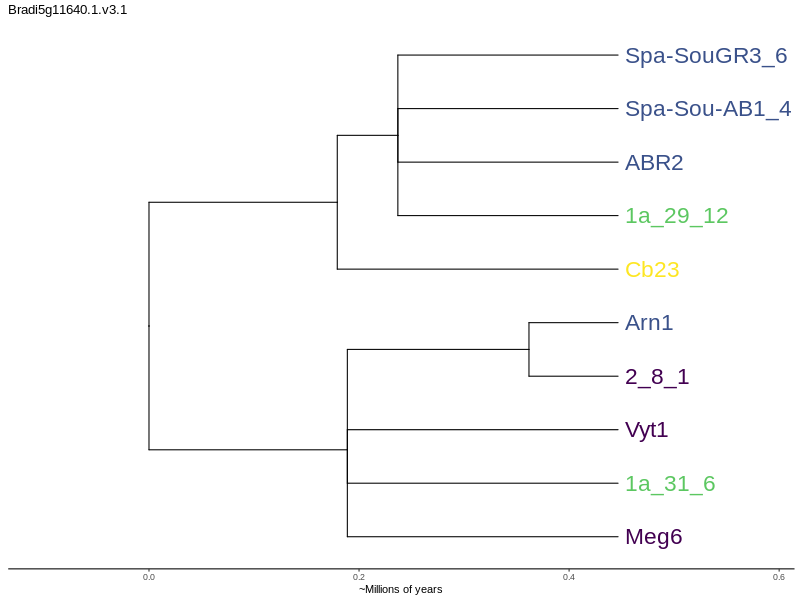 Bradi5g11640.1.v3.1
Spa-SouGR3_6
Spa-Sou-AB1_4
ABR2
1a_29_12
Cb23
Arn1
2_8_1
Vyt1
1a_31_6
Meg6
0.0 0.2 0.4 0.6
~Millions of years